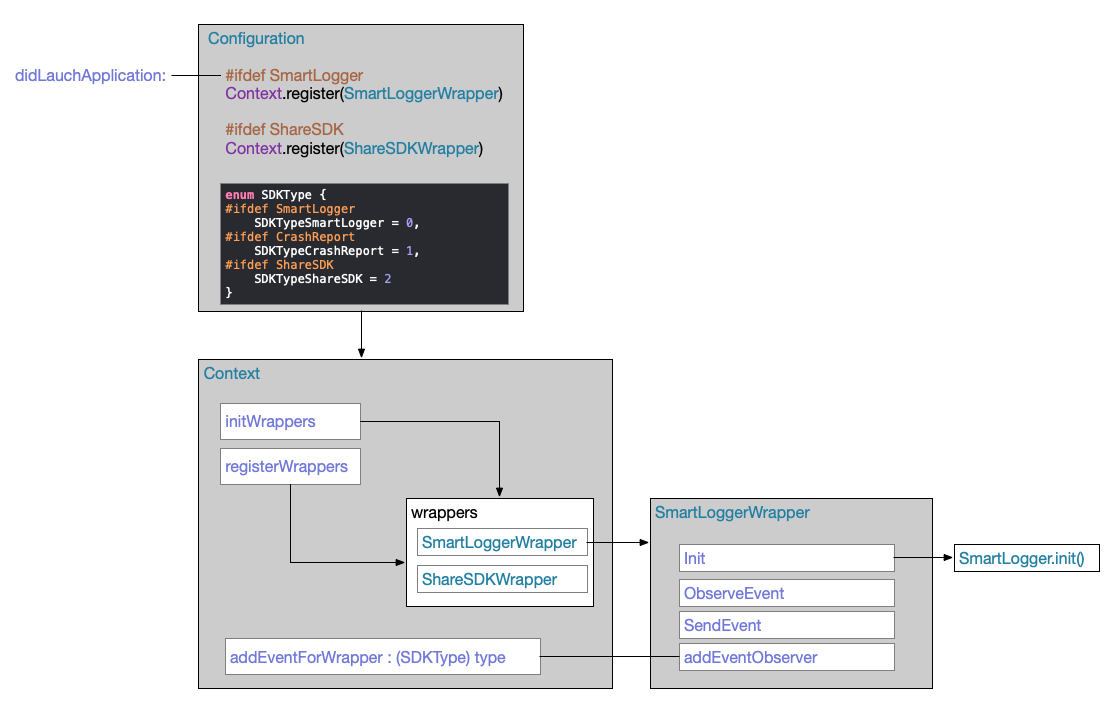 Configuration
didLauchApplication:
#ifdef SmartLogger
Context.register(SmartLoggerWrapper)
#ifdef ShareSDK
Context.register(ShareSDKWrapper)
enum SDKType {
#ifdef SmartLogger
SDKTypeSmartLogger = 0,
#ifdef CrashReport
SDKTypeCrashReport = 1,
#ifdef ShareSDK
SDKTypeShareSDK = 2
}
Context
initWrappers
registerWrappers
wrappers
SmartLoggerWrapper
ShareSDKWrapper
addEventForWrapper : (SDKType) type
SmartLoggerWrapper
Init
ObserveEvent
SendEvent
addEventObserver
SmartLogger.init()